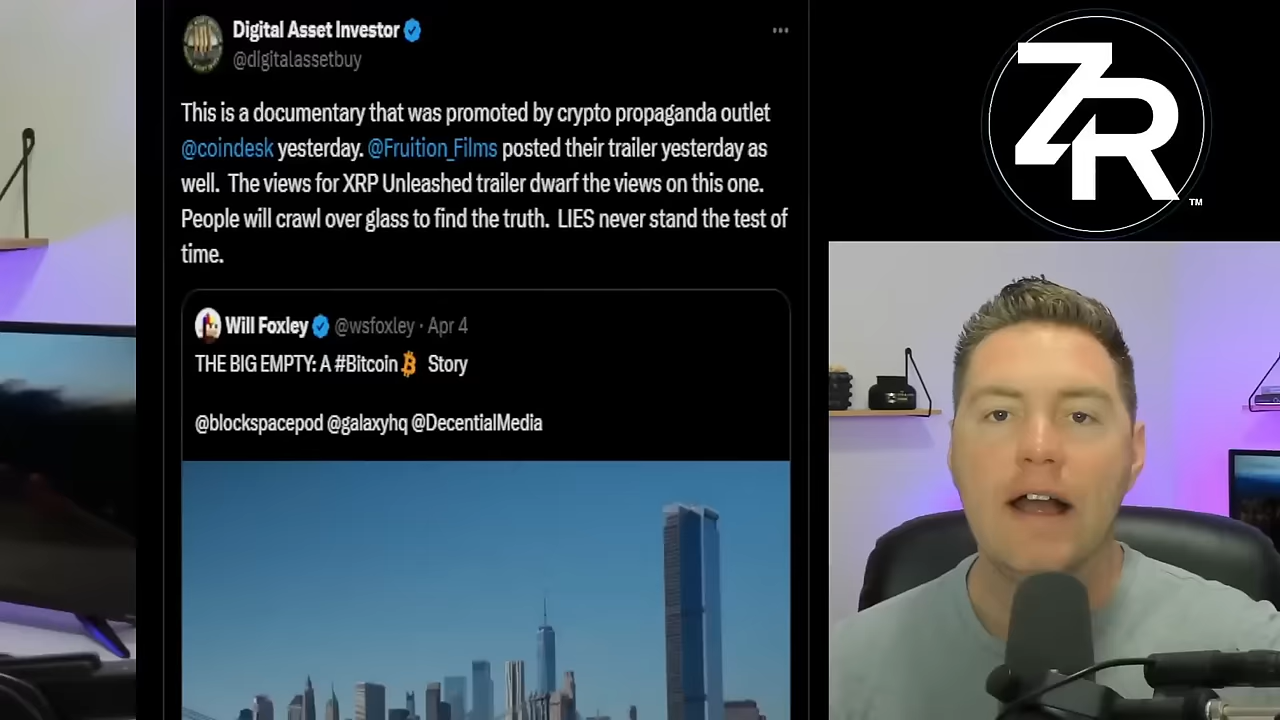 Digital Asset Investor
@digitalassetbuy
This is a documentary that was promoted by crypto propaganda outlet
@coindesk yesterday. @Fruition_Films posted their trailer yesterday as
well. The views for XRP Unleashed trailer dwarf the views on this one.
People will crawl over glass to find the truth. LIES never stand the test of
time.
Will Foxley @wsfoxley · Apr 4
THE BIG EMPTY: A #Bitcoin Story
@blockspacepod @galaxyhq @DecentialMedia
ZR
TM